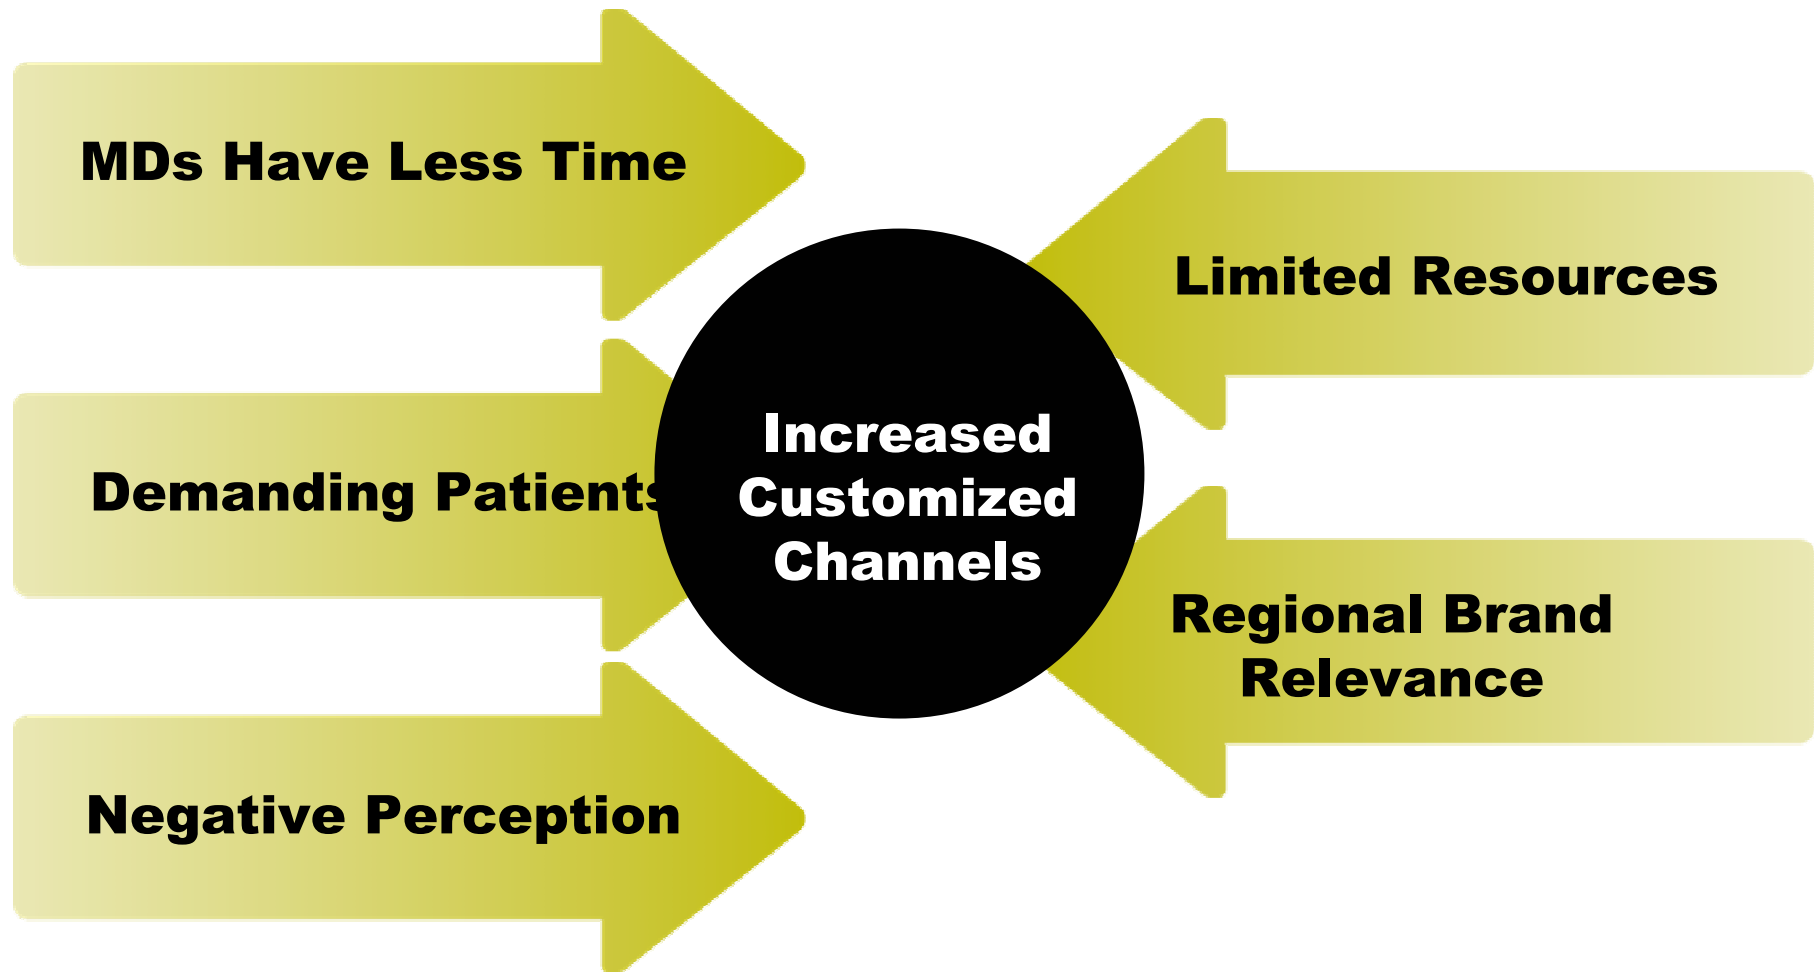 MDs Have Less Time
Demanding Patients
Negative Perception
Increased
Customized
Channels
Limited Resources
Regional Brand
Relevance